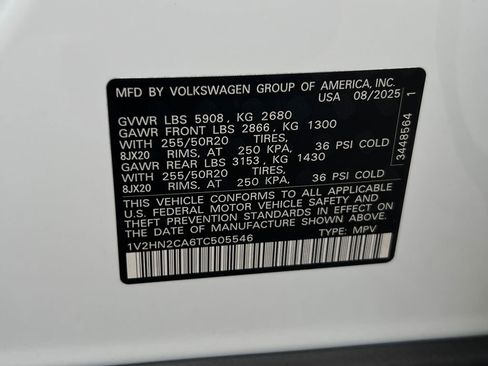 MFD BY VOLKSWAGEN GROUP OF AMERICA, INC.
USA 08/2025
GVWR LBS 5908, KG 2680
GAWR FRONT LBS 2866, KG 1300
WITH 255/50R20 TIRES,
8JX20 RIMS, AT 250 KPA, 36 PSI COLD
GAWR REAR LBS 3153, KG 1430
WITH 255/50R20 TIRES,
8JX20 RIMS, AT 250 KPA, 36 PSI COLD
THIS VEHICLE CONFORMS TO ALL APPLICABLE
U.S. FEDERAL MOTOR VEHICLE SAFETY AND
THEFT PREVENTION STANDARDS IN EFFECT ON
THE DATE OF MANUFACTURE SHOWN ABOVE.
1V2HN2CA6TC505546 TYPE: MPV
3448564 1